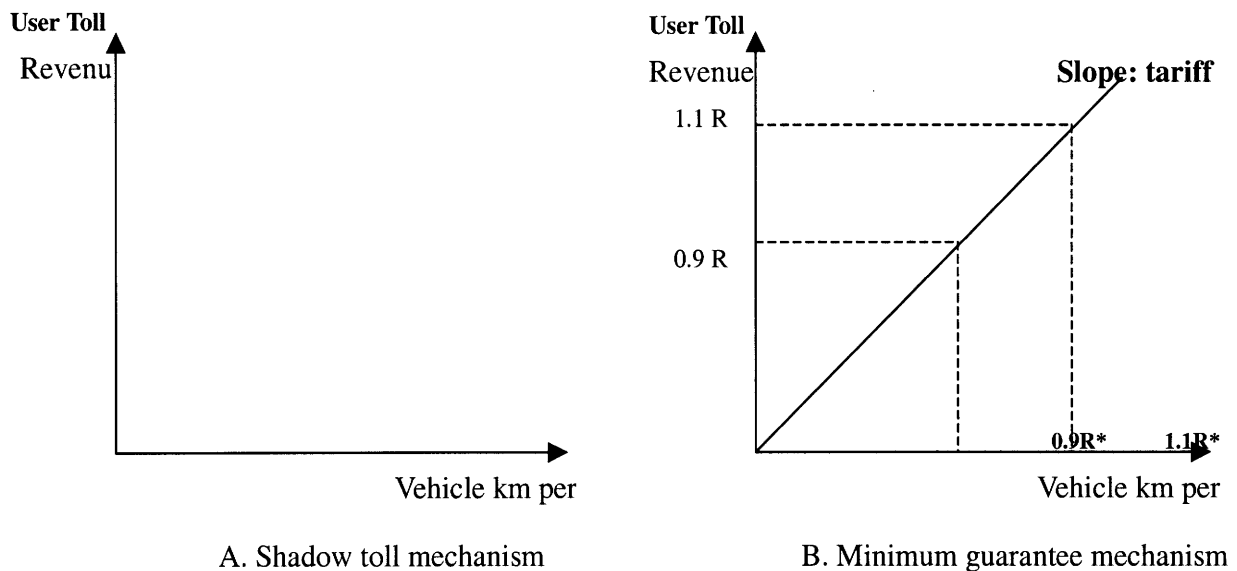 User Toll
Revenu
Vehicle km per
A. Shadow toll mechanism
User Toll
Revenue
Slope: tariff
1.1 R
0.9 R
0.9R* 1.1R*
Vehicle km per
B. Minimum guarantee mechanism